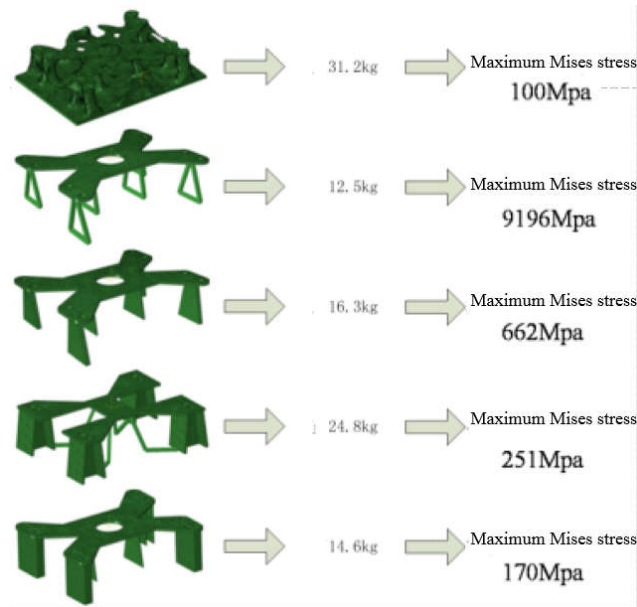 31.2kg
Maximum Mises stress
100Mpa
12.5kg
Maximum Mises stress
9196Mpa
16.3kg
Maximum Mises stress
662Mpa
24.8kg
Maximum Mises stress
251Mpa
14.6kg
Maximum Mises stress
170Mpa